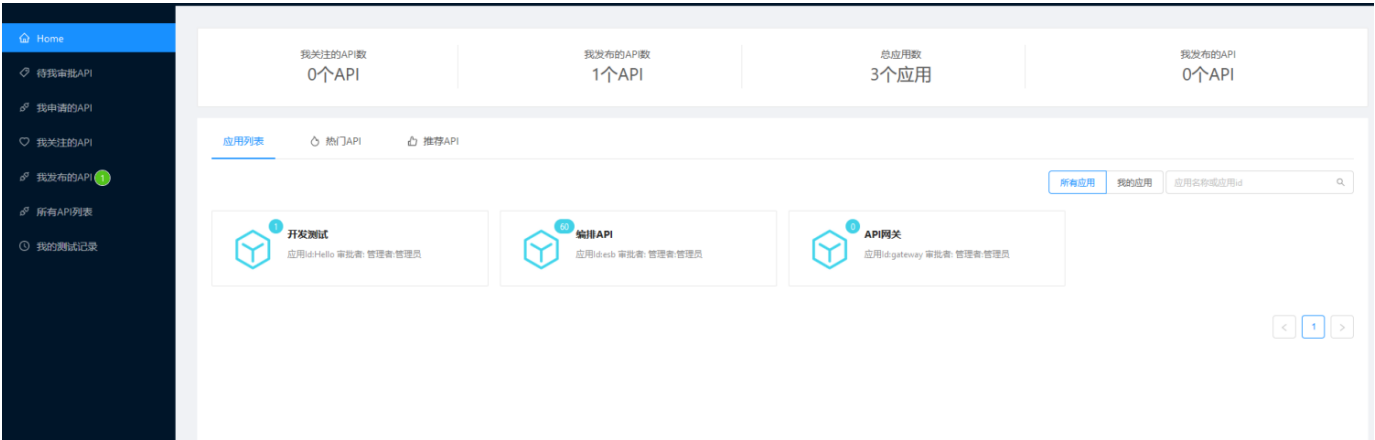 Home
待我审批API
我申请的API
我关注的API
我发布的API 1
所有API列表
我的测试记录
我关注的API数
0个API
我发布的API数
1个API
总应用数
3个应用
我发布的API
0个API
应用列表 热门API 推荐API
所有应用 我的应用 应用名称或应用id
1 开发测试
应用Id:Hello 审批者: 管理者:管理员
60 编排API
应用Id:esb 审批者: 管理者:管理员
0 API网关
应用Id:gateway 审批者: 管理者:管理员
< 1 >